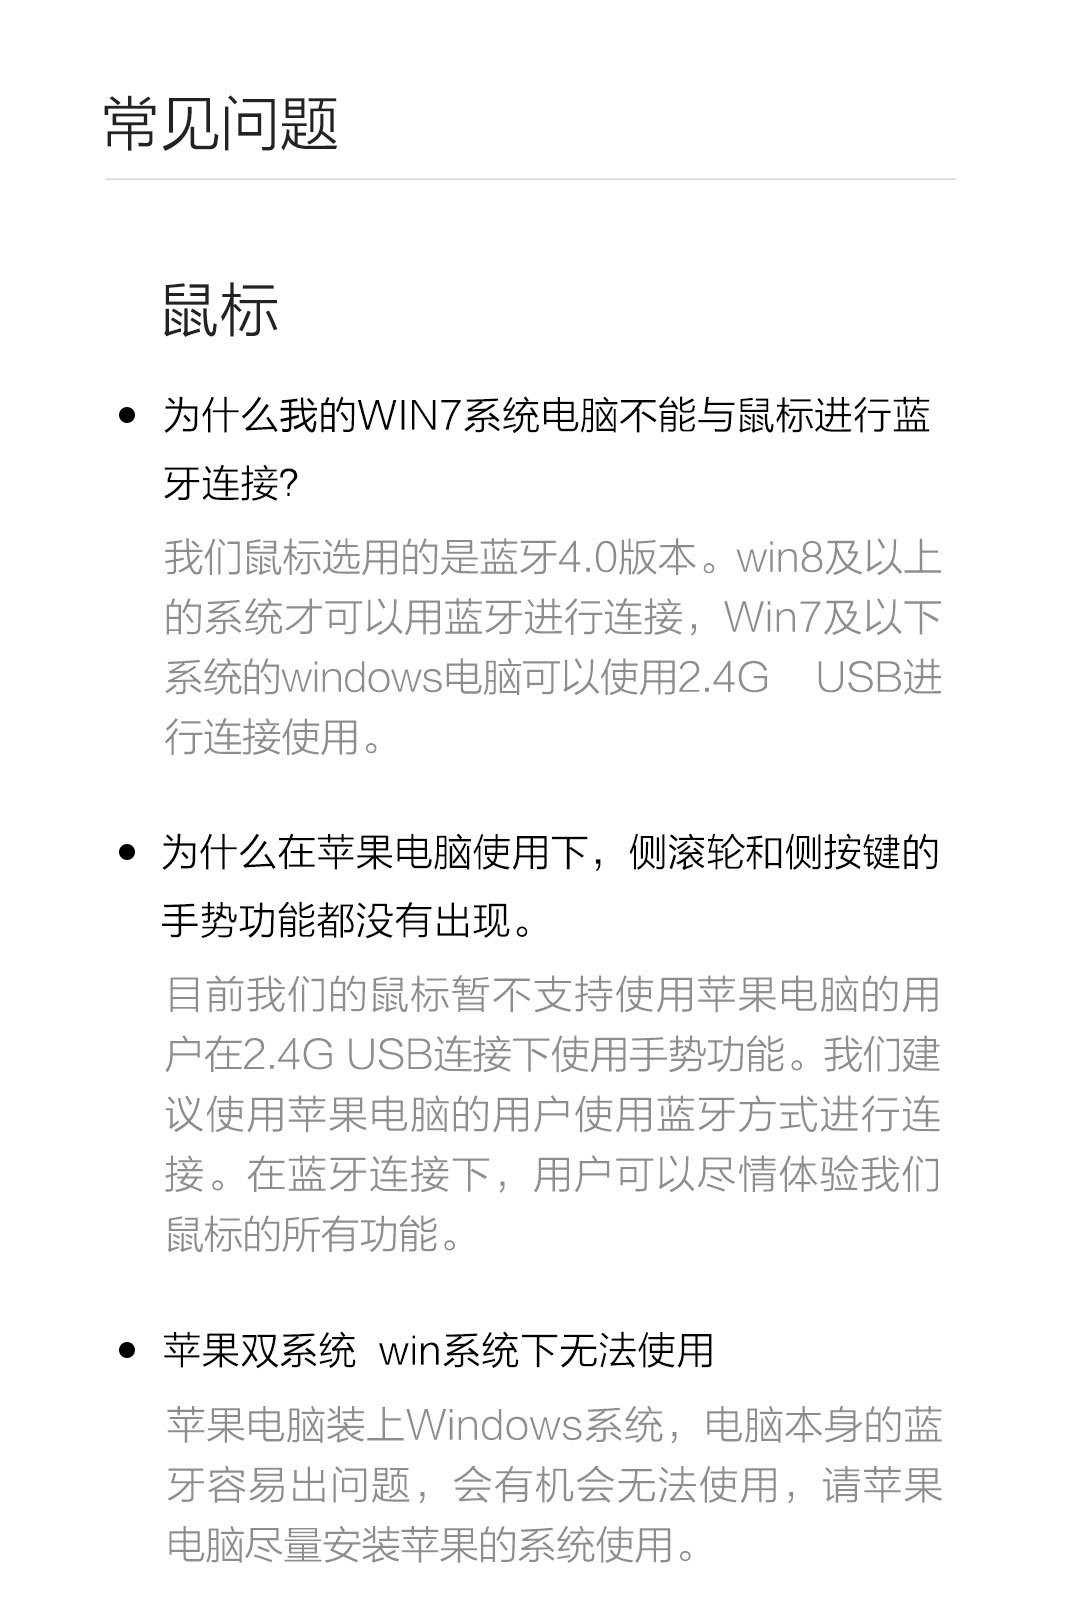 常见问题
鼠标
为什么我的WIN7系统电脑不能与鼠标进行蓝
牙连接？
我们鼠标选用的是蓝牙4.0版本。win8及以上
的系统才可以用蓝牙进行连接，Win7及以下
系统的windows电脑可以使用2.4G USB进
行连接使用。
为什么在苹果电脑使用下，侧滚轮和侧按键的
手势功能都没有出现。
目前我们的鼠标暂不支持使用苹果电脑的用
户在2.4G USB连接下使用手势功能。我们建
议使用苹果电脑的用户使用蓝牙方式进行连
接。在蓝牙连接下，用户可以尽情体验我们
鼠标的所有功能。
苹果双系统 win系统下无法使用
苹果电脑装上Windows系统，电脑本身的蓝
牙容易出问题，会有机会无法使用，请苹果
电脑尽量安装苹果的系统使用。